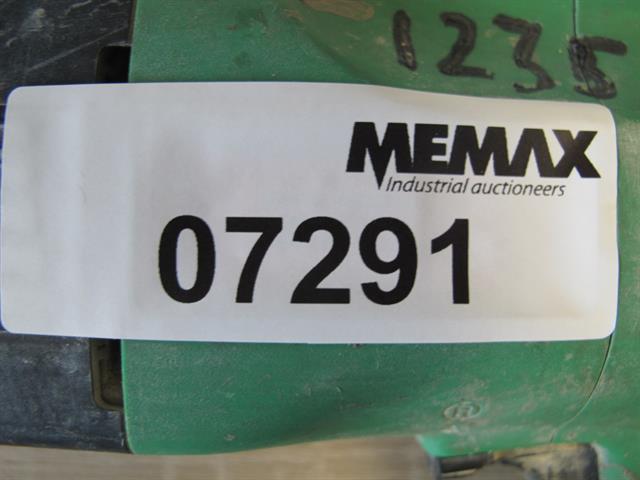 1235
MEMAX
Industrial auctioneers
07291
®